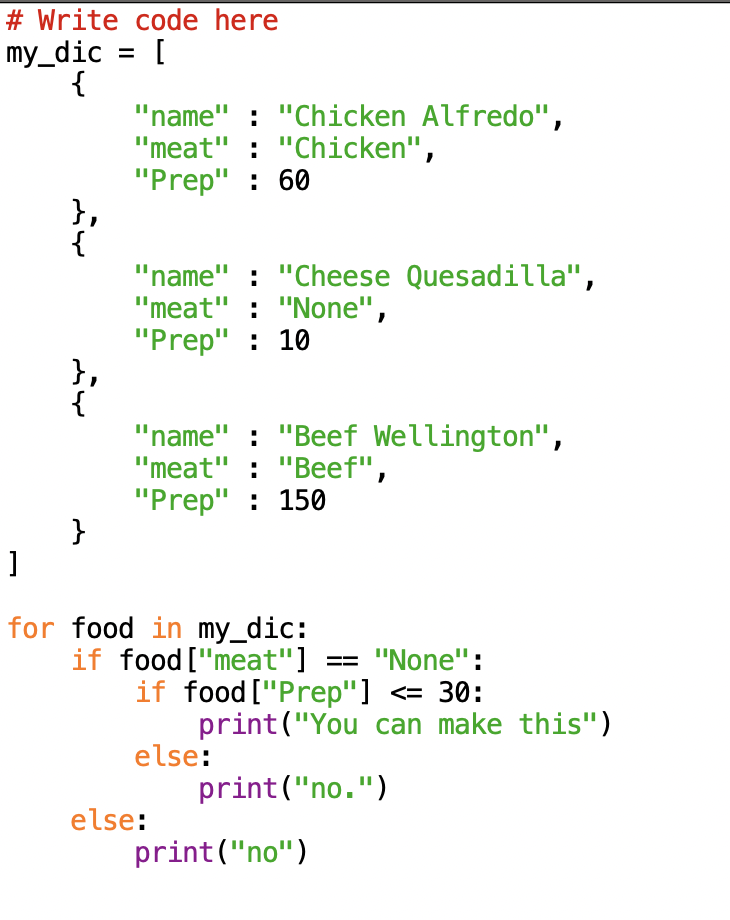 # Write code here
my_dic = [
    {
        "name" : "Chicken Alfredo",
        "meat" : "Chicken",
        "Prep" : 60
    },
    {
        "name" : "Cheese Quesadilla",
        "meat" : "None",
        "Prep" : 10
    },
    {
        "name" : "Beef Wellington",
        "meat" : "Beef",
        "Prep" : 150
    }
]

for food in my_dic:
    if food["meat"] == "None":
        if food["Prep"] <= 30:
            print("You can make this")
        else:
            print("no.")
    else:
        print("no")